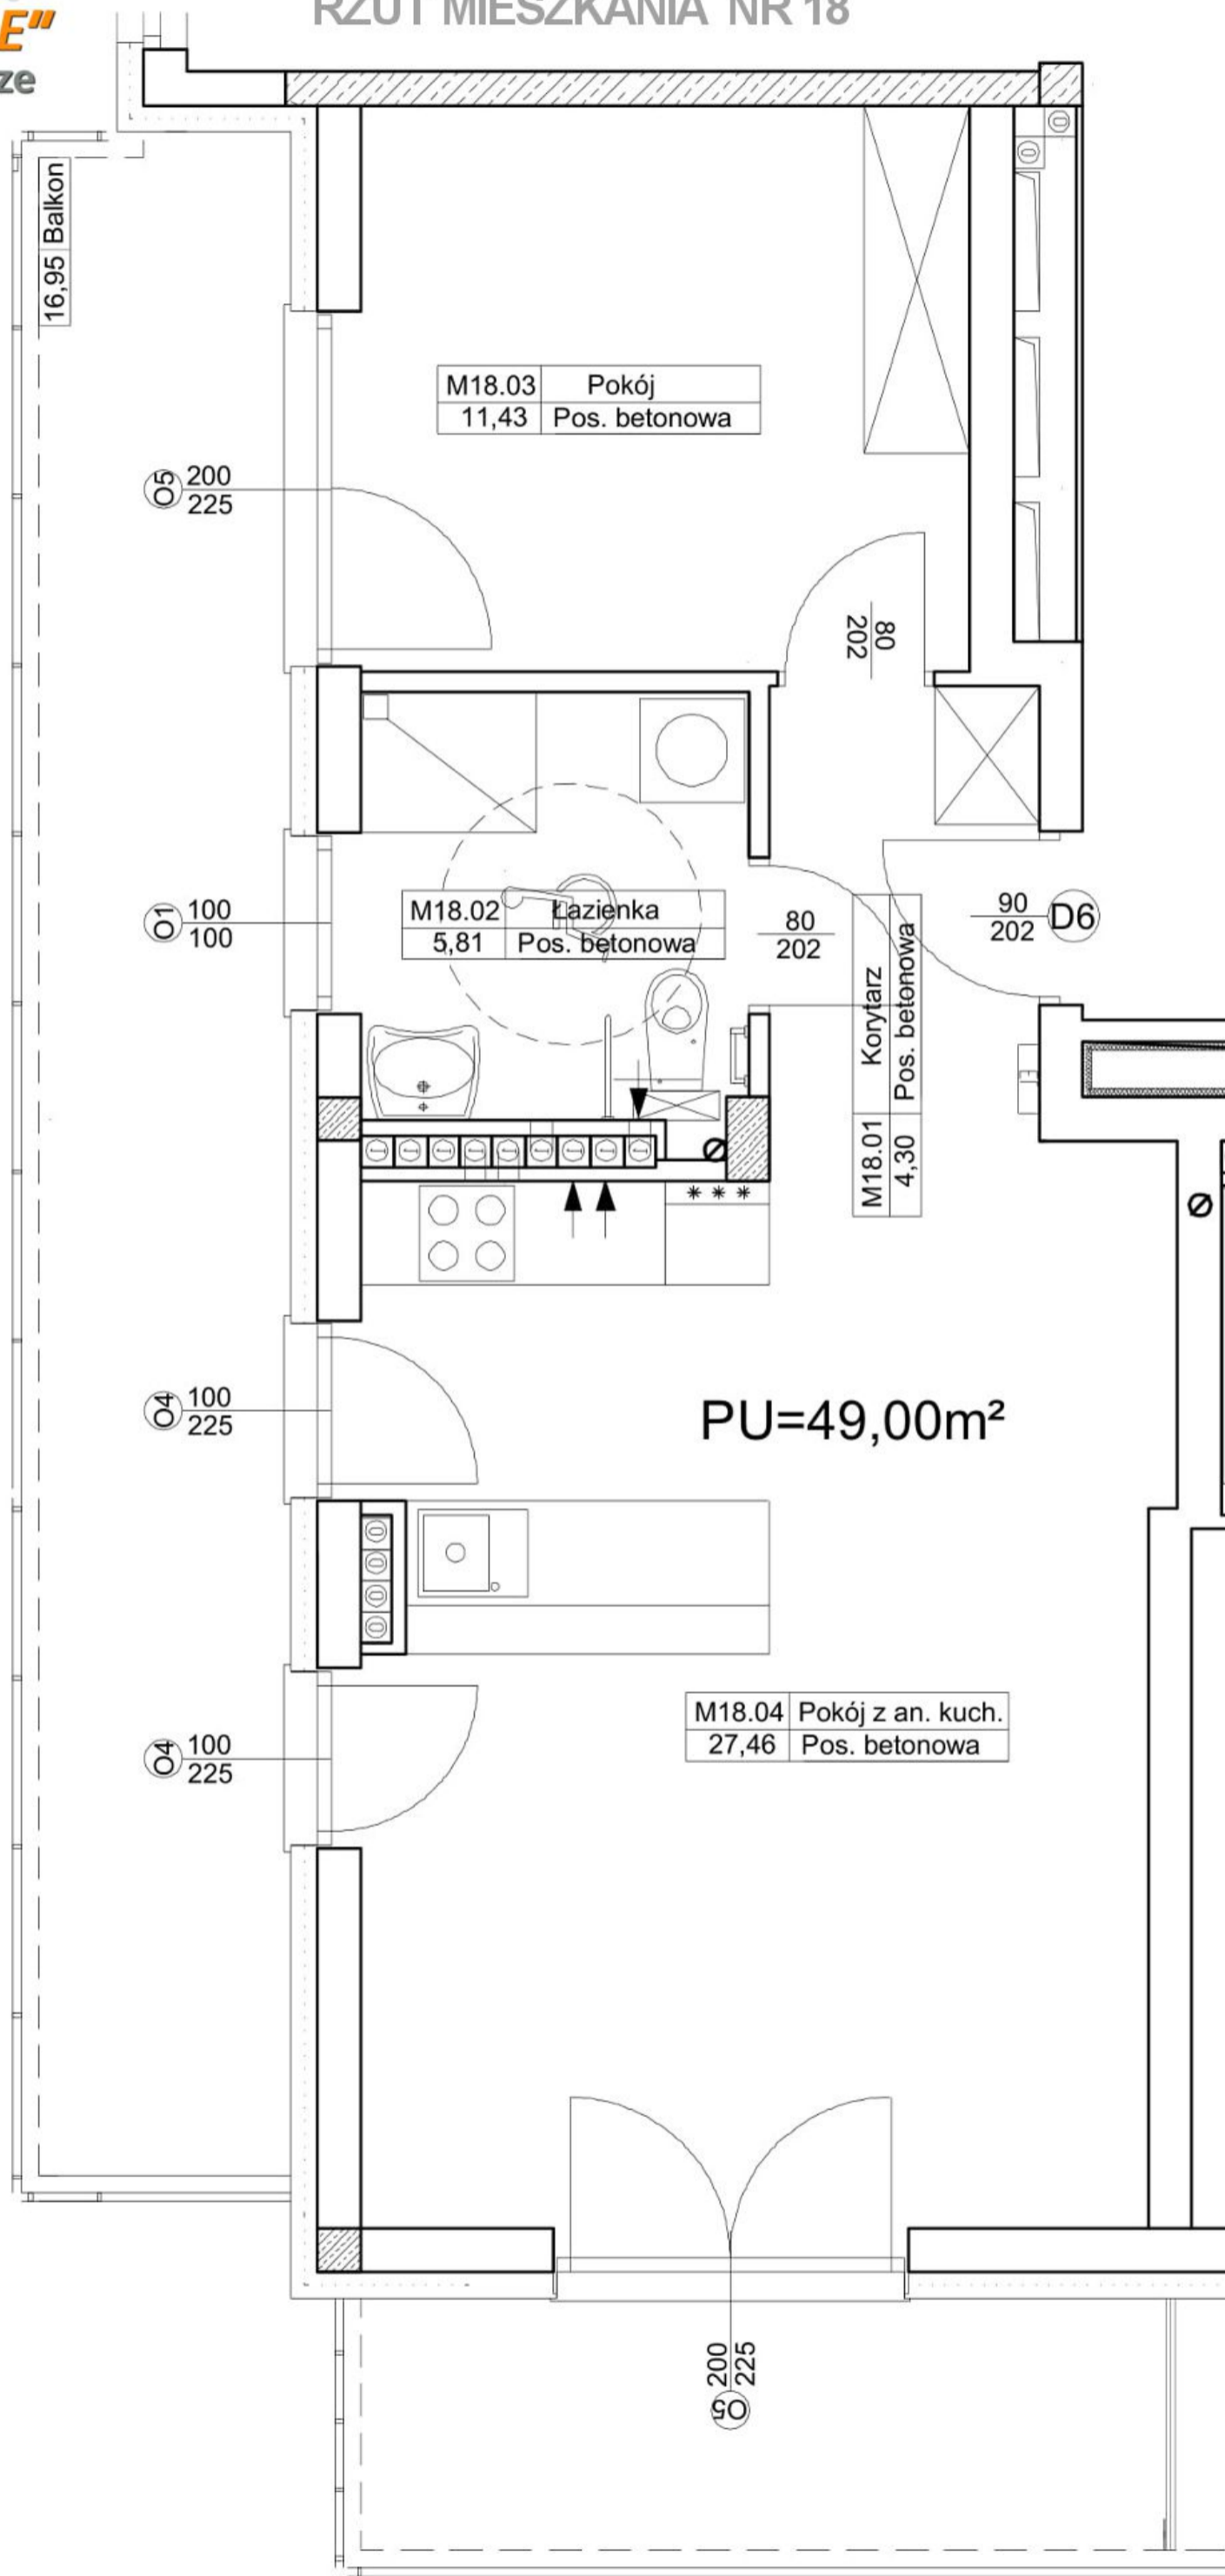 E"
ze
RZUT MIESZKANIA NR 18
16,95 Balkon
M18.03 Pokój
11,43 Pos. betonowa
O5 200
225
80
202
O1 100
100
M18.02 Łazienka
5,81 Pos. betonowa
80
202
90
202 D6
M18.01 Korytarz
4,30 Pos. betonowa
***
O4 100
225
PU=49,00m²
M18.04 Pokój z an. kuch.
27,46 Pos. betonowa
O4 100
225
200
225
O5